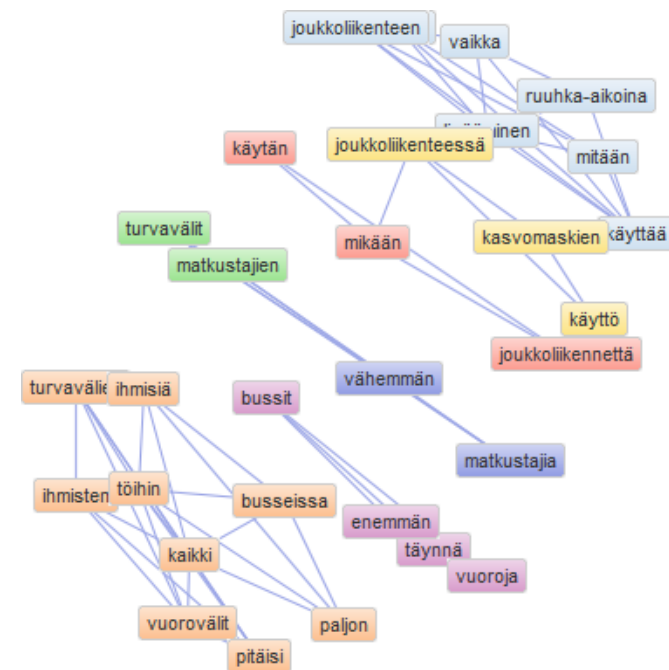 joukkoliikenteen
vaikka
ruuhka-aikoina
joukkoliikenteessä
käytän
mitään
turvavälit
mikään
kasvomaskien
käyttää
matkustajien
käyttö
joukkoliikennettä
vähemmän
ihmisiä
bussit
matkustajia
ihmisten
töihin
busseissa
enemmän
kaikki
täynnä
vuoroja
vuorovälit
paljon
pitäisi